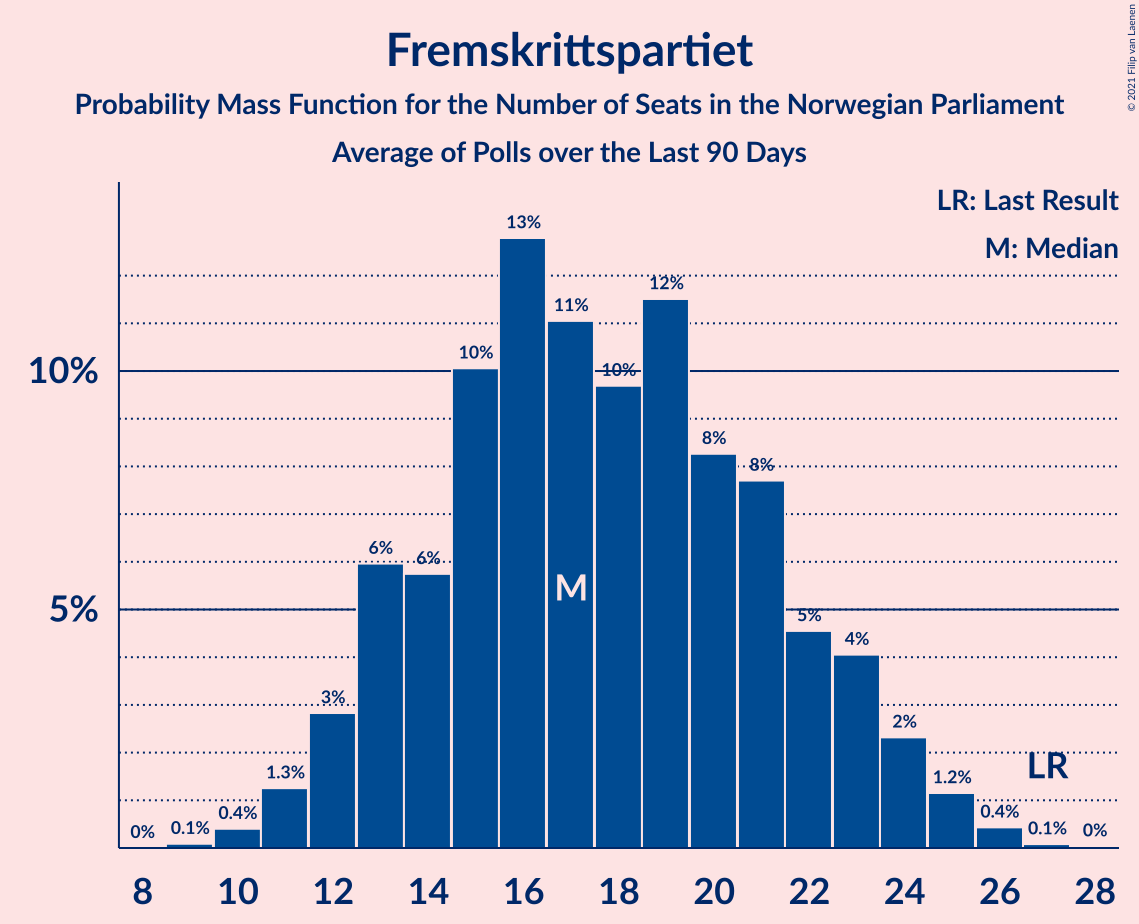 Fremskrittspartiet
Probability Mass Function for the Number of Seats in the Norwegian Parliament
Average of Polls over the Last 90 Days
© 2021 Filip van Laenen
LR: Last Result
M: Median
10%
5%
0%
0.1%
0.4%
1.3%
3%
6%
6%
10%
13%
11%
10%
12%
8%
8%
5%
4%
2%
1.2%
0.4%
0.1%
0%
M
LR
8 10 12 14 16 18 20 22 24 26 28